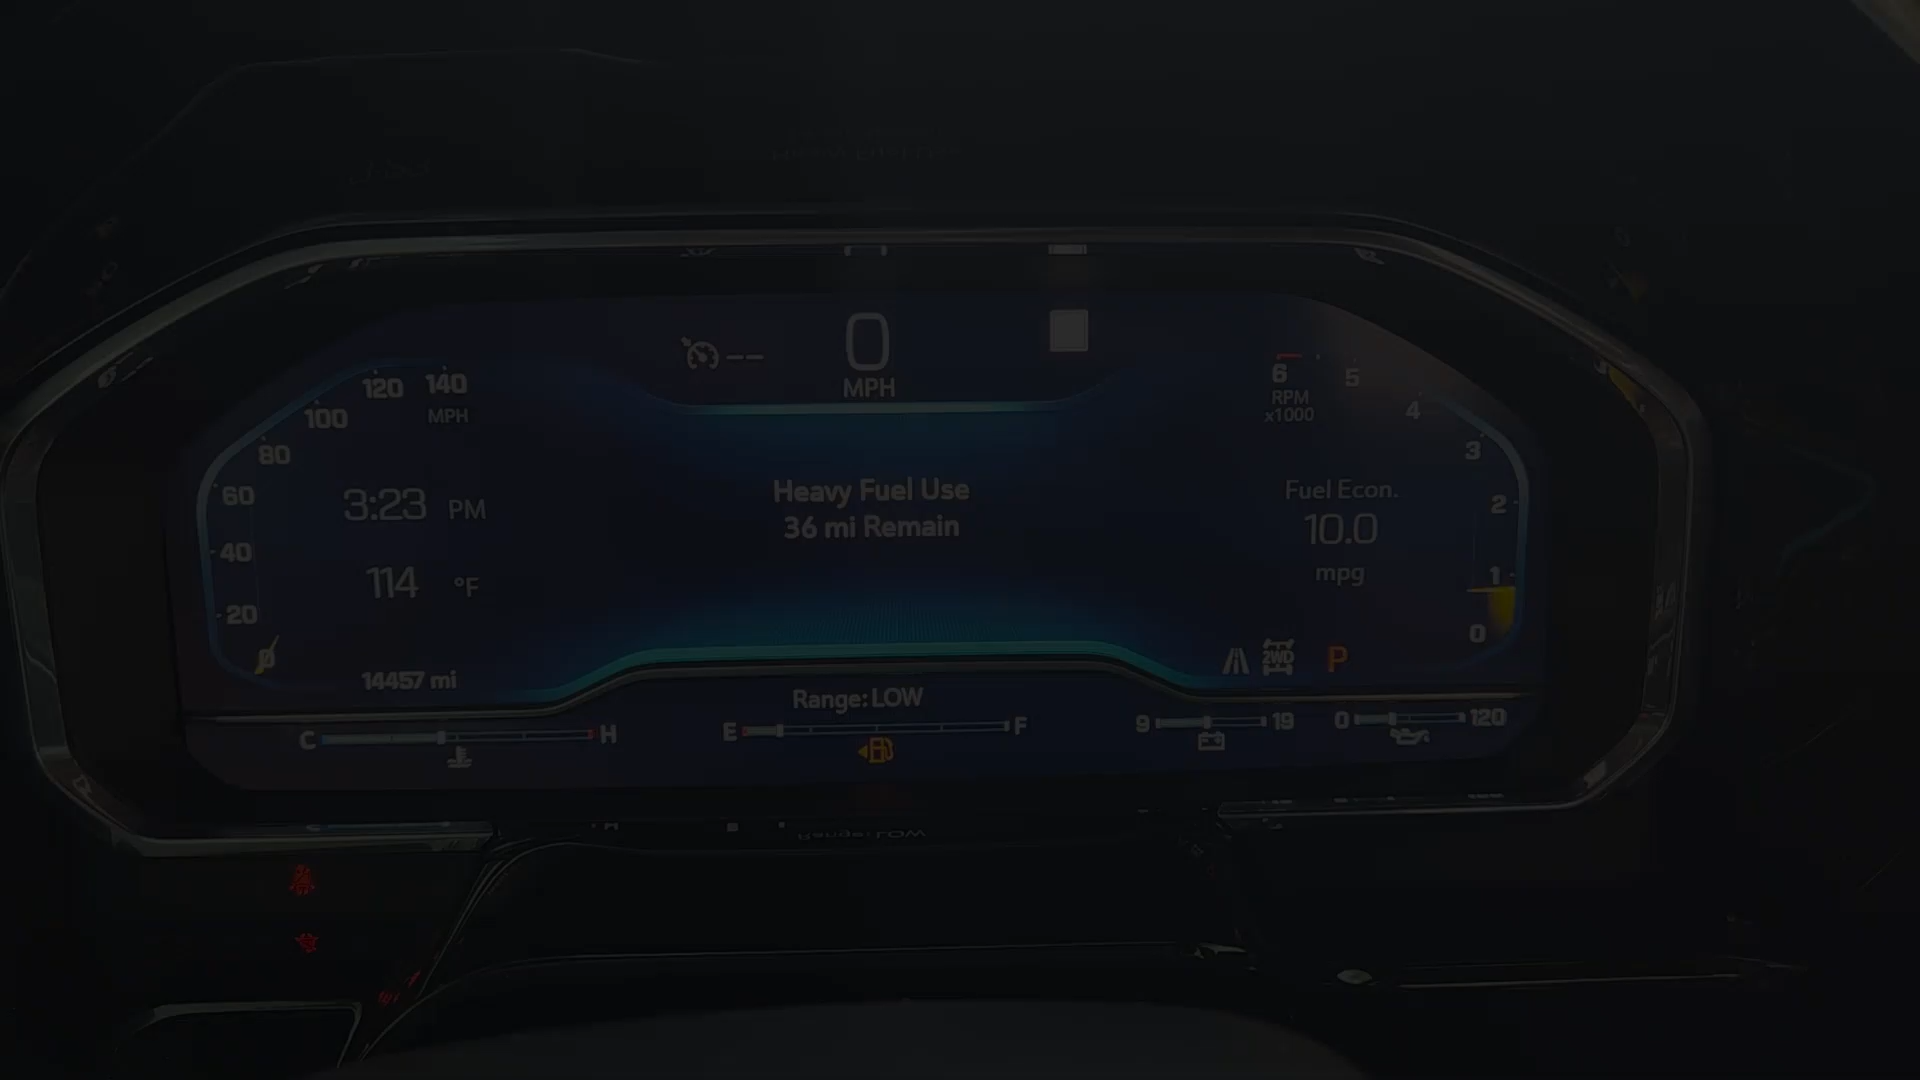 0
MPH
--
120 140
MPH
100
80
60
40
20
0
3:23 PM
114 °F
14457 mi
Heavy Fuel Use
36 mi Remain
6 5
RPM
x1000
4
3
2
1
0
Fuel Econ.
10.0
mpg
2WD
P
Range: LOW
C H
E F
9 19
0 120